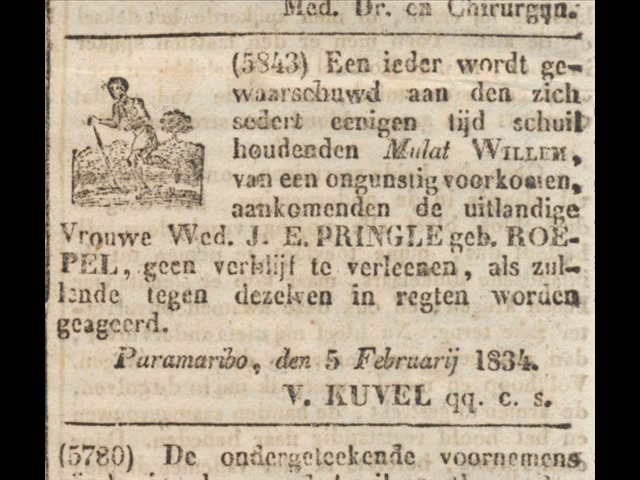 Med. Dr. en Chirurgijn.
(5843) Een ieder wordt ge-
waarschuwd aan den zich
sedert eenigen tijd schuil
houdenden Mulat WILLEM,
van een ongunstig voorkomen,
aankomenden de uitlandige
Vrouwe Wed. J. E. PRINGLE geb. ROE-
PEL, geen verblijf te verleenen, als zul-
lende tegen dezelven in regten worden
geageerd.
Paramaribo, den 5 Februarij 1834.
V. KUVEL qq. c. s.
(5780) De ondergeteekende voornemens